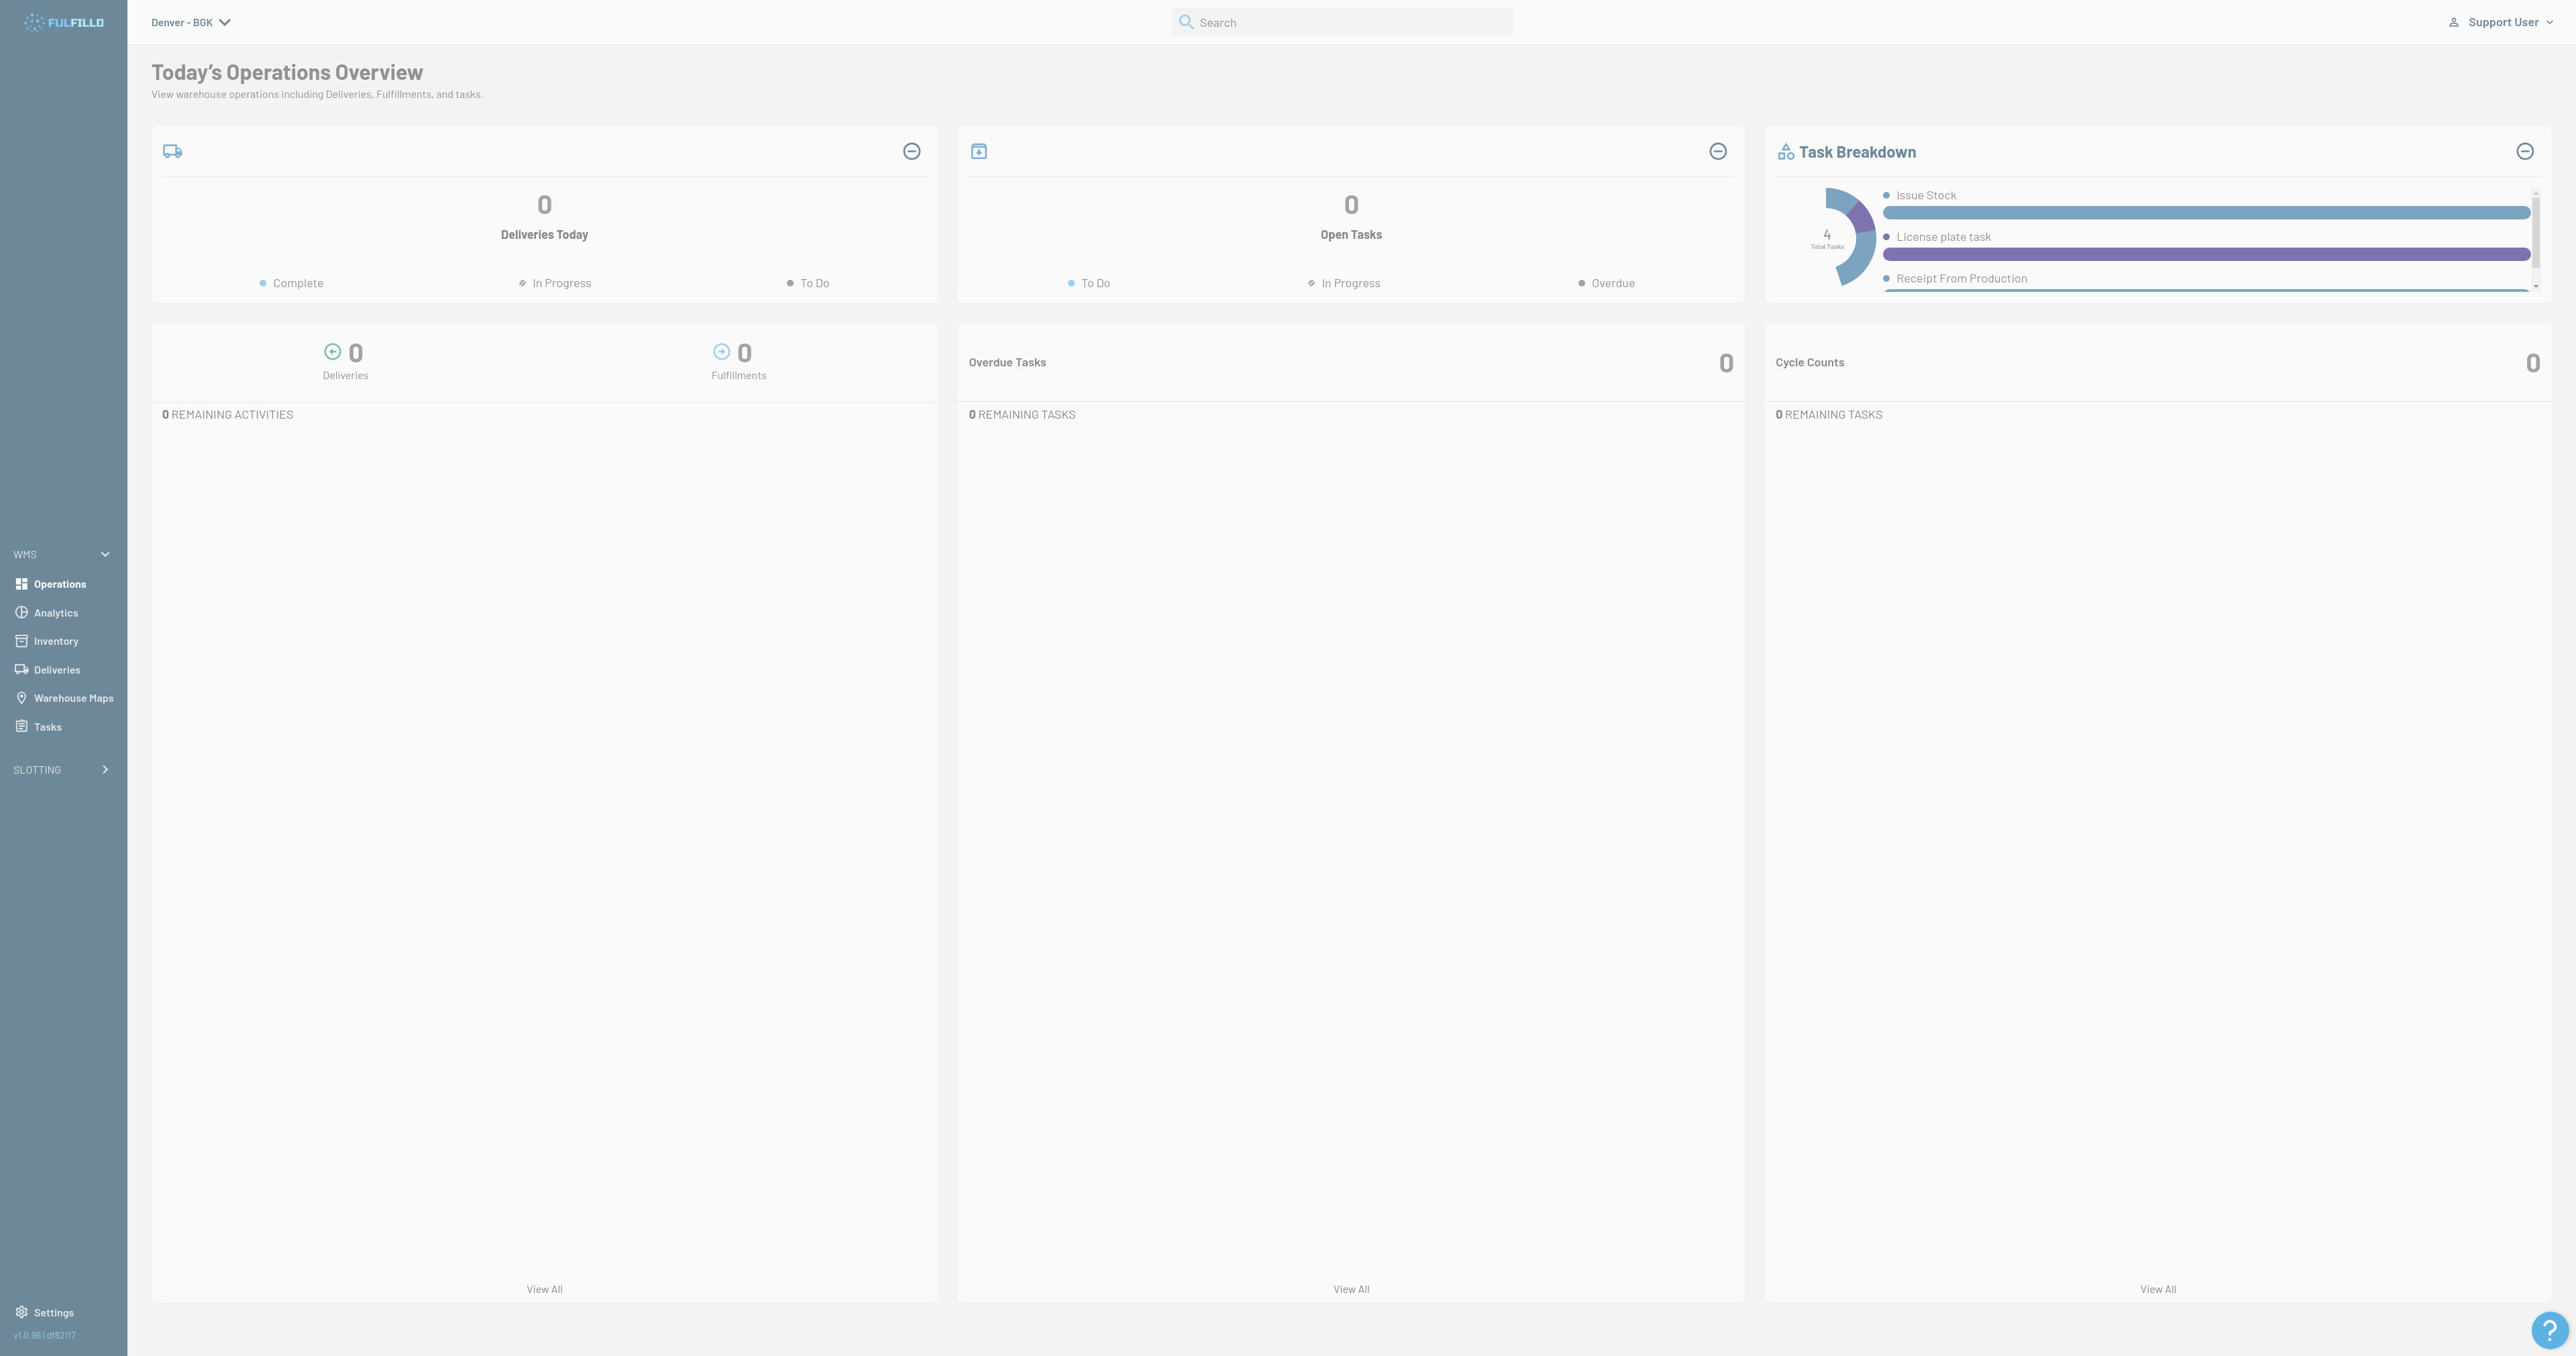 FULFILLD
Denver - BGK
Search
Support User
Today's Operations Overview
View warehouse operations including Deliveries, Fulfillments, and tasks.
0
Deliveries Today
Complete
In Progress
To Do
0
Open Tasks
To Do
In Progress
Overdue
Task Breakdown
4
Total Tasks
Issue Stock
License plate task
Receipt From Production
0
Deliveries
0
Fulfillments
0 REMAINING ACTIVITIES
View All
Overdue Tasks
0
0 REMAINING TASKS
View All
Cycle Counts
0
0 REMAINING TASKS
View All
WMS
Operations
Analytics
Inventory
Deliveries
Warehouse Maps
Tasks
SLOTTING
Settings
v1.0.96 | df82117
?